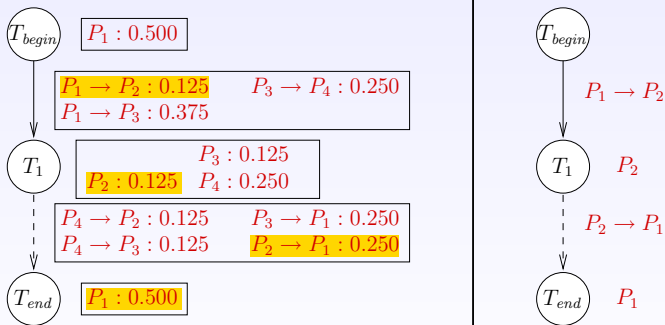 T_begin P_1 : 0.500
P_1 → P_2 : 0.125 P_3 → P_4 : 0.250
P_1 → P_3 : 0.375
P_3 : 0.125
T_1
P_2 : 0.125 P_4 : 0.250
P_4 → P_2 : 0.125 P_3 → P_1 : 0.250
P_4 → P_3 : 0.125 P_2 → P_1 : 0.250
T_end P_1 : 0.500
T_begin
P_1 → P_2
T_1 P_2
P_2 → P_1
T_end P_1